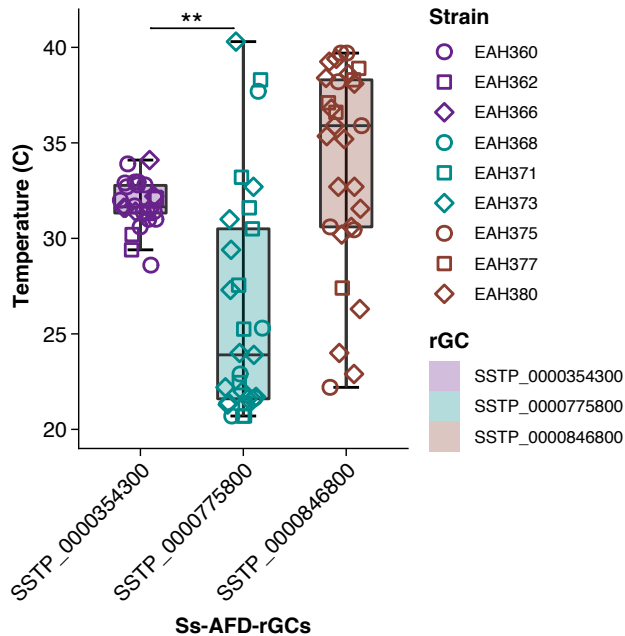 **
Temperature (C)
40
35
30
25
20
SSTP_0000354300
SSTP_0000775800
SSTP_0000846800
Ss-AFD-rGCs
Strain
EAH360
EAH362
EAH366
EAH368
EAH371
EAH373
EAH375
EAH377
EAH380
rGC
SSTP_0000354300
SSTP_0000775800
SSTP_0000846800